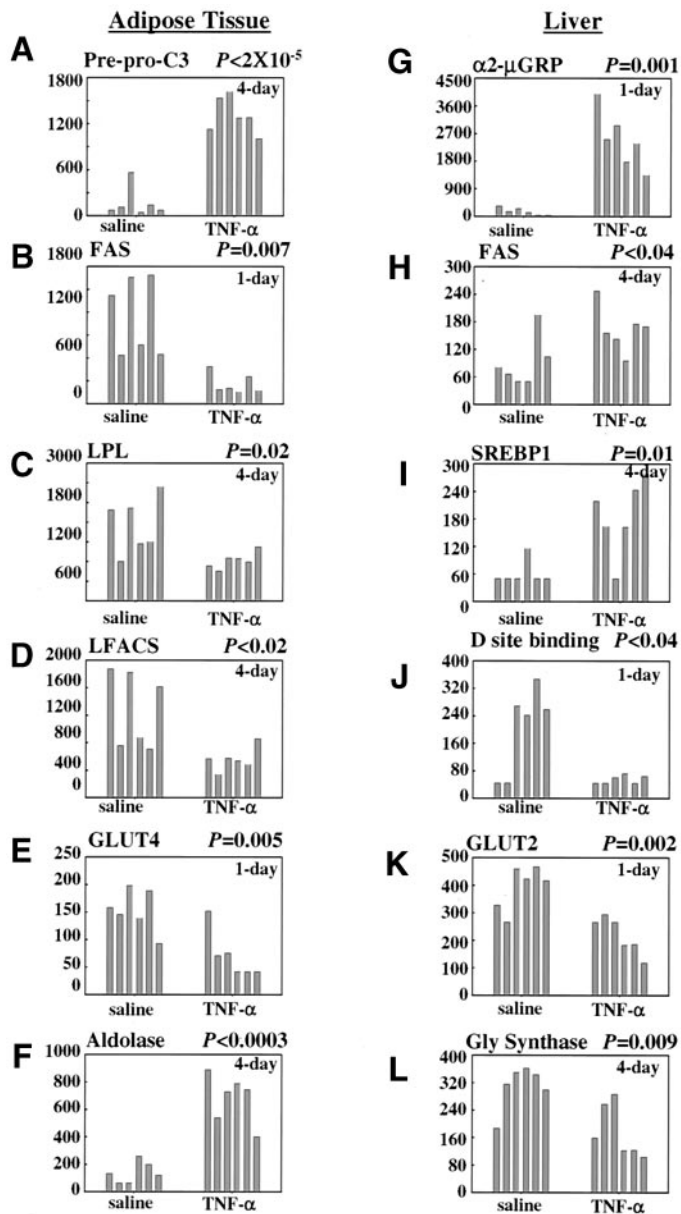 Adipose Tissue
A
Pre-pro-C3 P<2X10⁻⁵
4-day
1800
1200
600
0
saline TNF-α
B
FAS P=0.007
1-day
1800
1200
600
0
saline TNF-α
C
LPL P=0.02
4-day
3000
1800
1200
600
saline TNF-α
D
LFACS P<0.02
4-day
2000
1600
1200
800
400
0
saline TNF-α
E
GLUT4 P=0.005
1-day
250
200
150
100
50
0
saline TNF-α
F
Aldolase P<0.0003
4-day
1000
800
600
400
200
0
saline TNF-α
Liver
G
α2-μGRP P=0.001
1-day
4500
3600
2700
1800
900
0
saline TNF-α
H
FAS P<0.04
4-day
300
240
180
120
60
0
saline TNF-α
I
SREBP1 P=0.01
4-day
300
240
180
120
60
0
saline TNF-α
J
D site binding P<0.04
1-day
400
320
240
160
80
0
saline TNF-α
K
GLUT2 P=0.002
1-day
500
400
300
200
100
0
saline TNF-α
L
Gly Synthase P=0.009
4-day
400
320
240
160
80
0
saline TNF-α